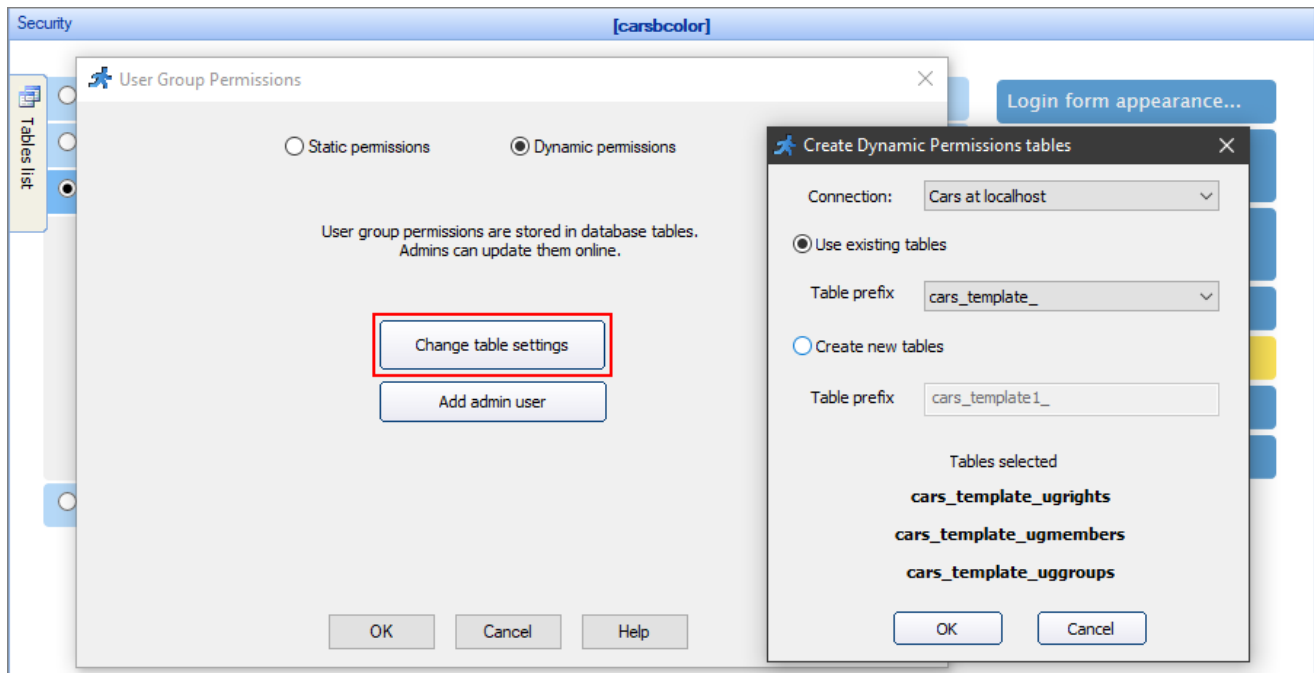 Security
[carsbcolor]
Tables list
User Group Permissions
Login form appearance...
Static permissions
Dynamic permissions
User group permissions are stored in database tables.
Admins can update them online.
Change table settings
Add admin user
OK
Cancel
Help
Create Dynamic Permissions tables
Connection:
Cars at localhost
Use existing tables
Table prefix
cars_template_
Create new tables
Table prefix
cars_template1_
Tables selected
cars_template_ugrights
cars_template_ugmembers
cars_template_uggroups
OK
Cancel